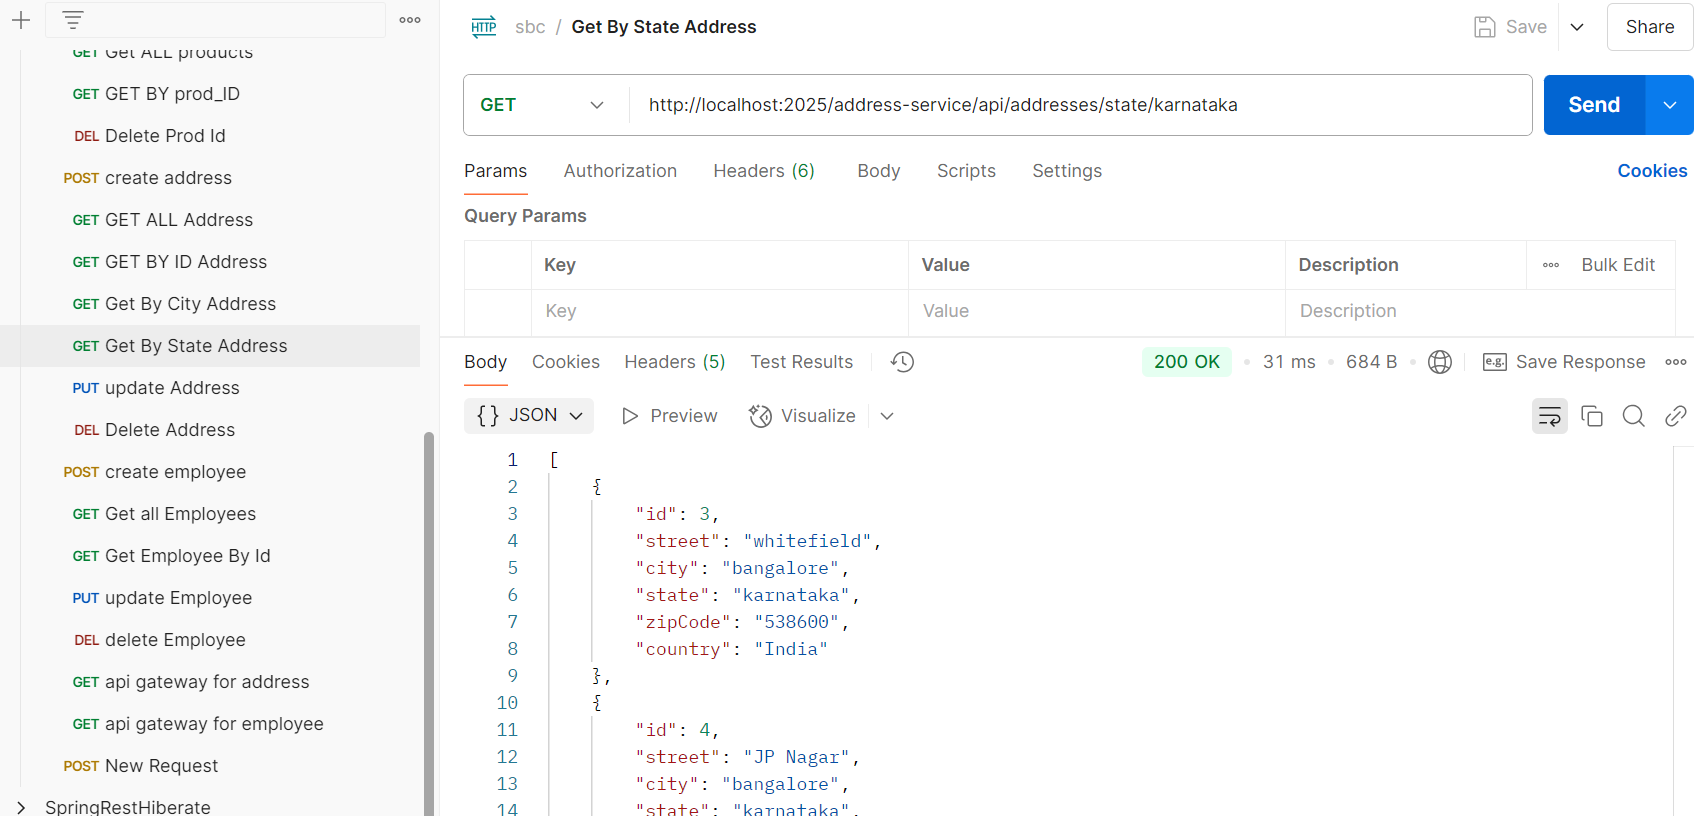 GET Get ALL products
GET GET BY prod_ID
DEL Delete Prod Id
POST create address
GET GET ALL Address
GET GET BY ID Address
GET Get By City Address
GET Get By State Address
PUT update Address
DEL Delete Address
POST create employee
GET Get all Employees
GET Get Employee By Id
PUT update Employee
DEL delete Employee
GET api gateway for address
GET api gateway for employee
POST New Request
SpringRestHiberate
HTTP sbc / Get By State Address
Save
Share
GET http://localhost:2025/address-service/api/addresses/state/karnataka
Send
Params Authorization Headers (6) Body Scripts Settings Cookies
Query Params
Key Value Description Bulk Edit
Key Value Description
Body Cookies Headers (5) Test Results 200 OK • 31 ms • 684 B • e.g. Save Response
{} JSON Preview Visualize
1 [
2 {
3 "id": 3,
4 "street": "whitefield",
5 "city": "bangalore",
6 "state": "karnataka",
7 "zipCode": "538600",
8 "country": "India"
9 },
10 {
11 "id": 4,
12 "street": "JP Nagar",
13 "city": "bangalore",
14 "state": "karnataka",